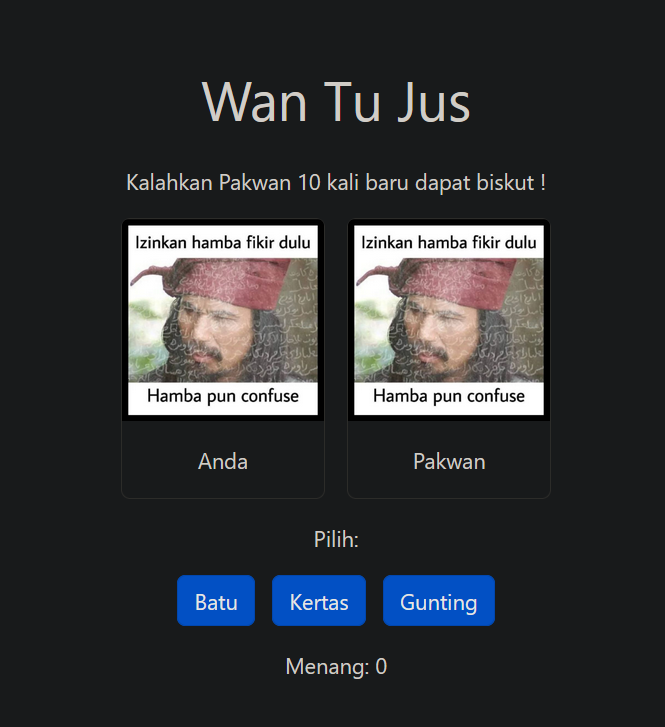 Wan Tu Jus
Kalahkan Pakwan 10 kali baru dapat biskut !
Izinkan hamba fikir dulu
Hamba pun confuse
Anda
Izinkan hamba fikir dulu
Hamba pun confuse
Pakwan
Pilih:
Batu
Kertas
Gunting
Menang: 0